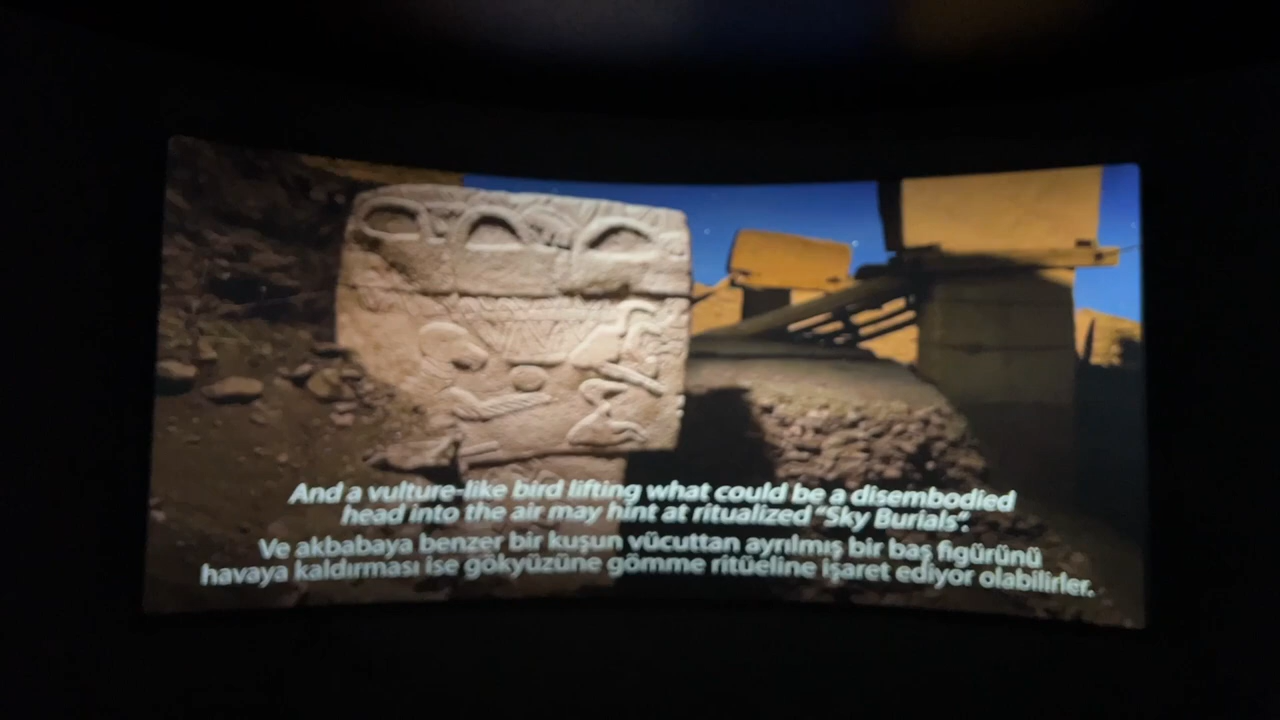 And a vulture-like bird lifting what could be a disembodied
head into the air may hint at ritualized “Sky Burials”.
Ve akbabaya benzer bir kuşun vücuttan ayrılmış bir baş figürünü
havaya kaldırması ise gökyüzüne gömme ritüeline işaret ediyor olabilirler.